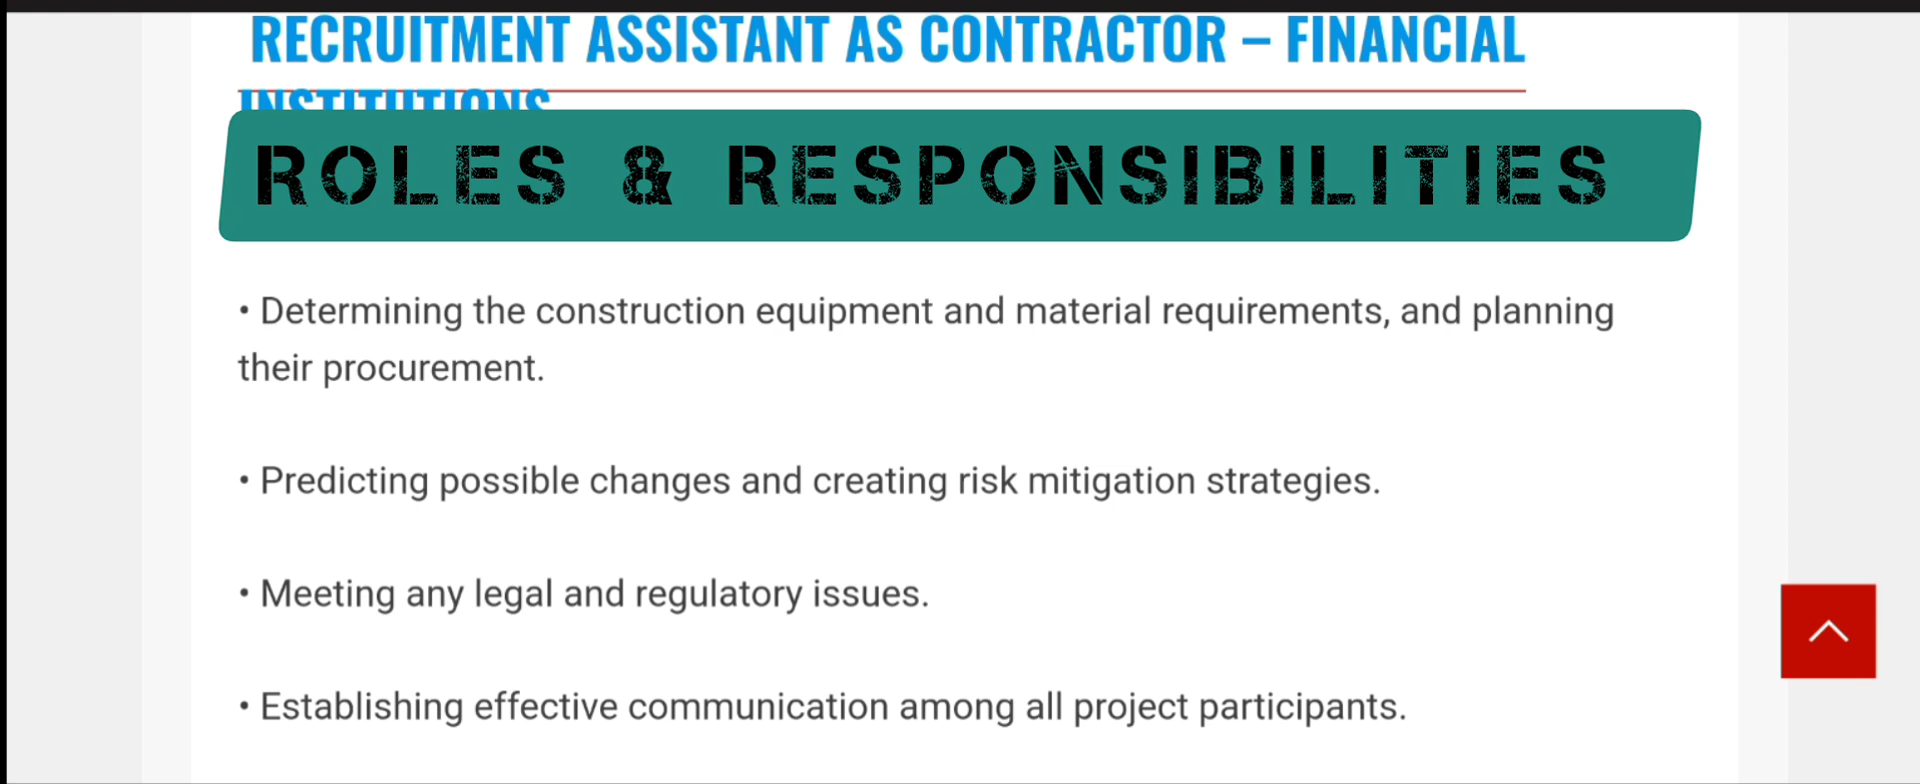 RECRUITMENT ASSISTANT AS CONTRACTOR – FINANCIAL
INSTITUTIONS
ROLES & RESPONSIBILITIES
• Determining the construction equipment and material requirements, and planning
their procurement.
• Predicting possible changes and creating risk mitigation strategies.
• Meeting any legal and regulatory issues.
• Establishing effective communication among all project participants.